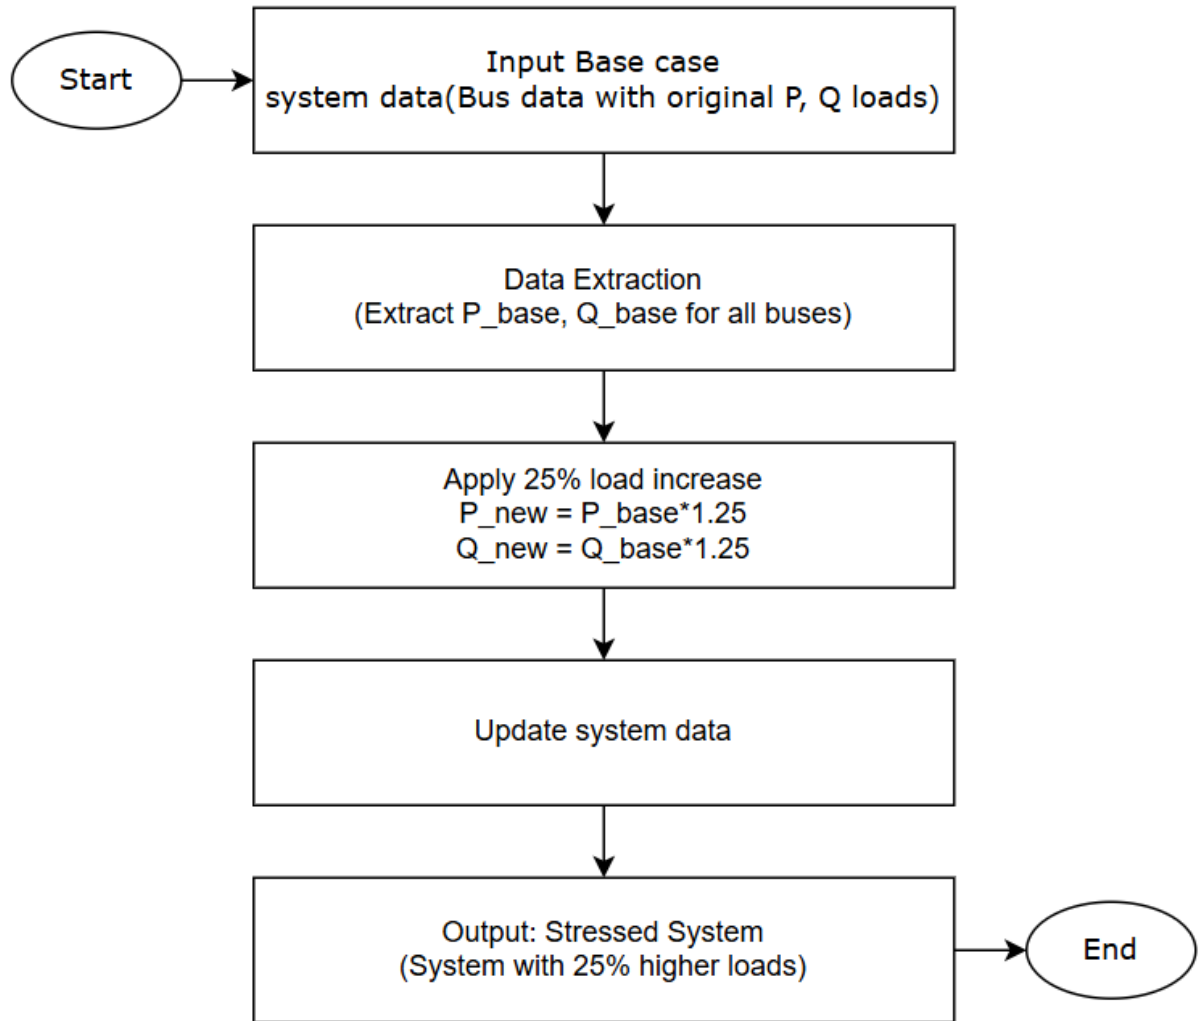 Start
Input Base case
system data(Bus data with original P, Q loads)
Data Extraction
(Extract P_base, Q_base for all buses)
Apply 25% load increase
P_new = P_base*1.25
Q_new = Q_base*1.25
Update system data
Output: Stressed System
(System with 25% higher loads)
End